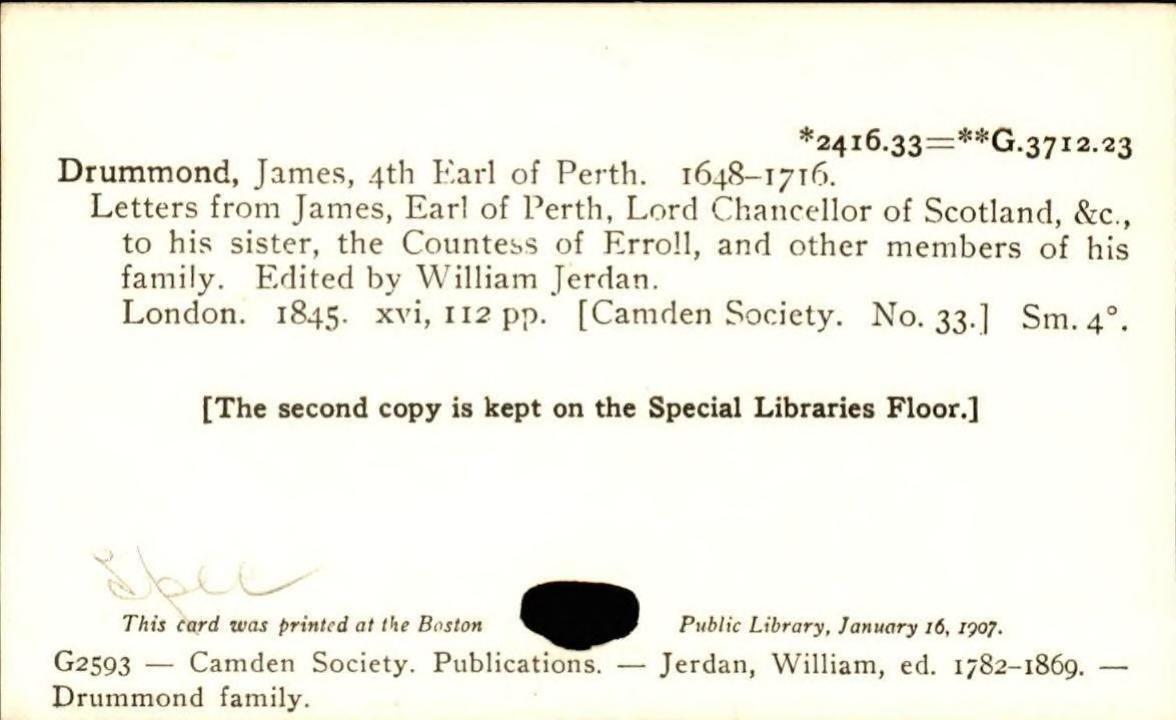 *2416.33=**G.3712.23
Drummond, James, 4th Earl of Perth. 1648–1716.
Letters from James, Earl of Perth, Lord Chancellor of Scotland, &c.,
to his sister, the Countess of Erroll, and other members of his
family. Edited by William Jerdan.
London. 1845. xvi, 112 pp. [Camden Society. No. 33.] Sm. 4°.
[The second copy is kept on the Special Libraries Floor.]
Spec
This card was printed at the Boston Public Library, January 16, 1907.
G2593 — Camden Society. Publications. — Jerdan, William, ed. 1782–1869. —
Drummond family.